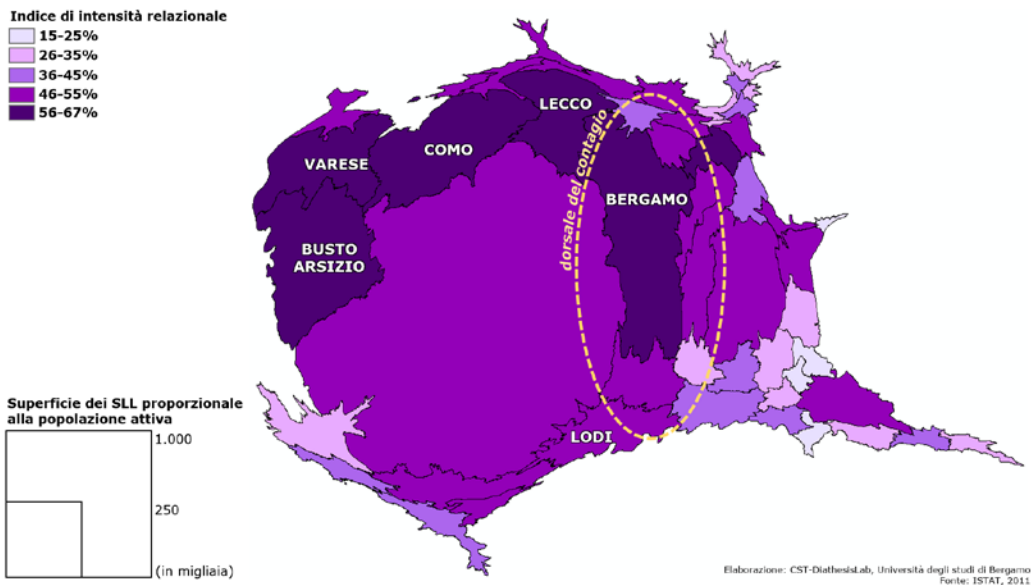 Indice di intensità relazionale
15-25%
26-35%
36-45%
46-55%
56-67%
LECCO
COMO
VARESE
BERGAMO
BUSTO
ARSIZIO
dorsale del contagio
LODI
Superficie dei SLL proporzionale
alla popolazione attiva
1.000
250
(in migliaia)
Elaborazione: CST-DiathesisLab, Università degli studi di Bergamo
Fonte: ISTAT, 2011